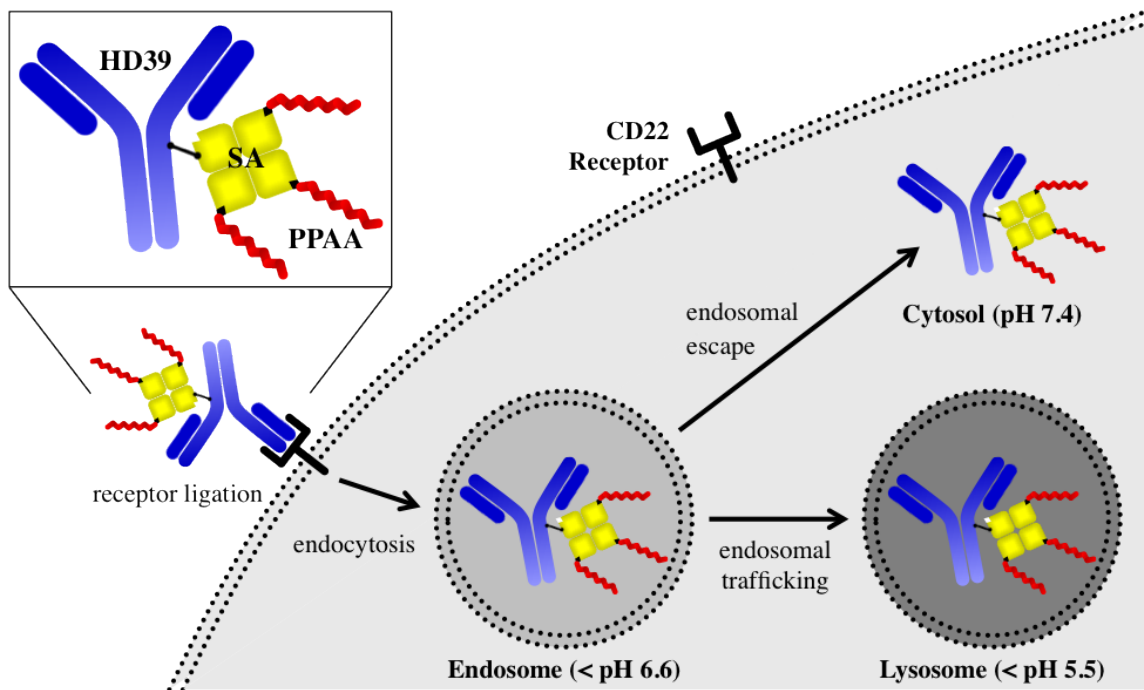 HD39
SA
PPAA
CD22
Receptor
receptor ligation
endocytosis
endosomal
escape
Cytosol (pH 7.4)
endosomal
trafficking
Endosome (< pH 6.6)
Lysosome (< pH 5.5)